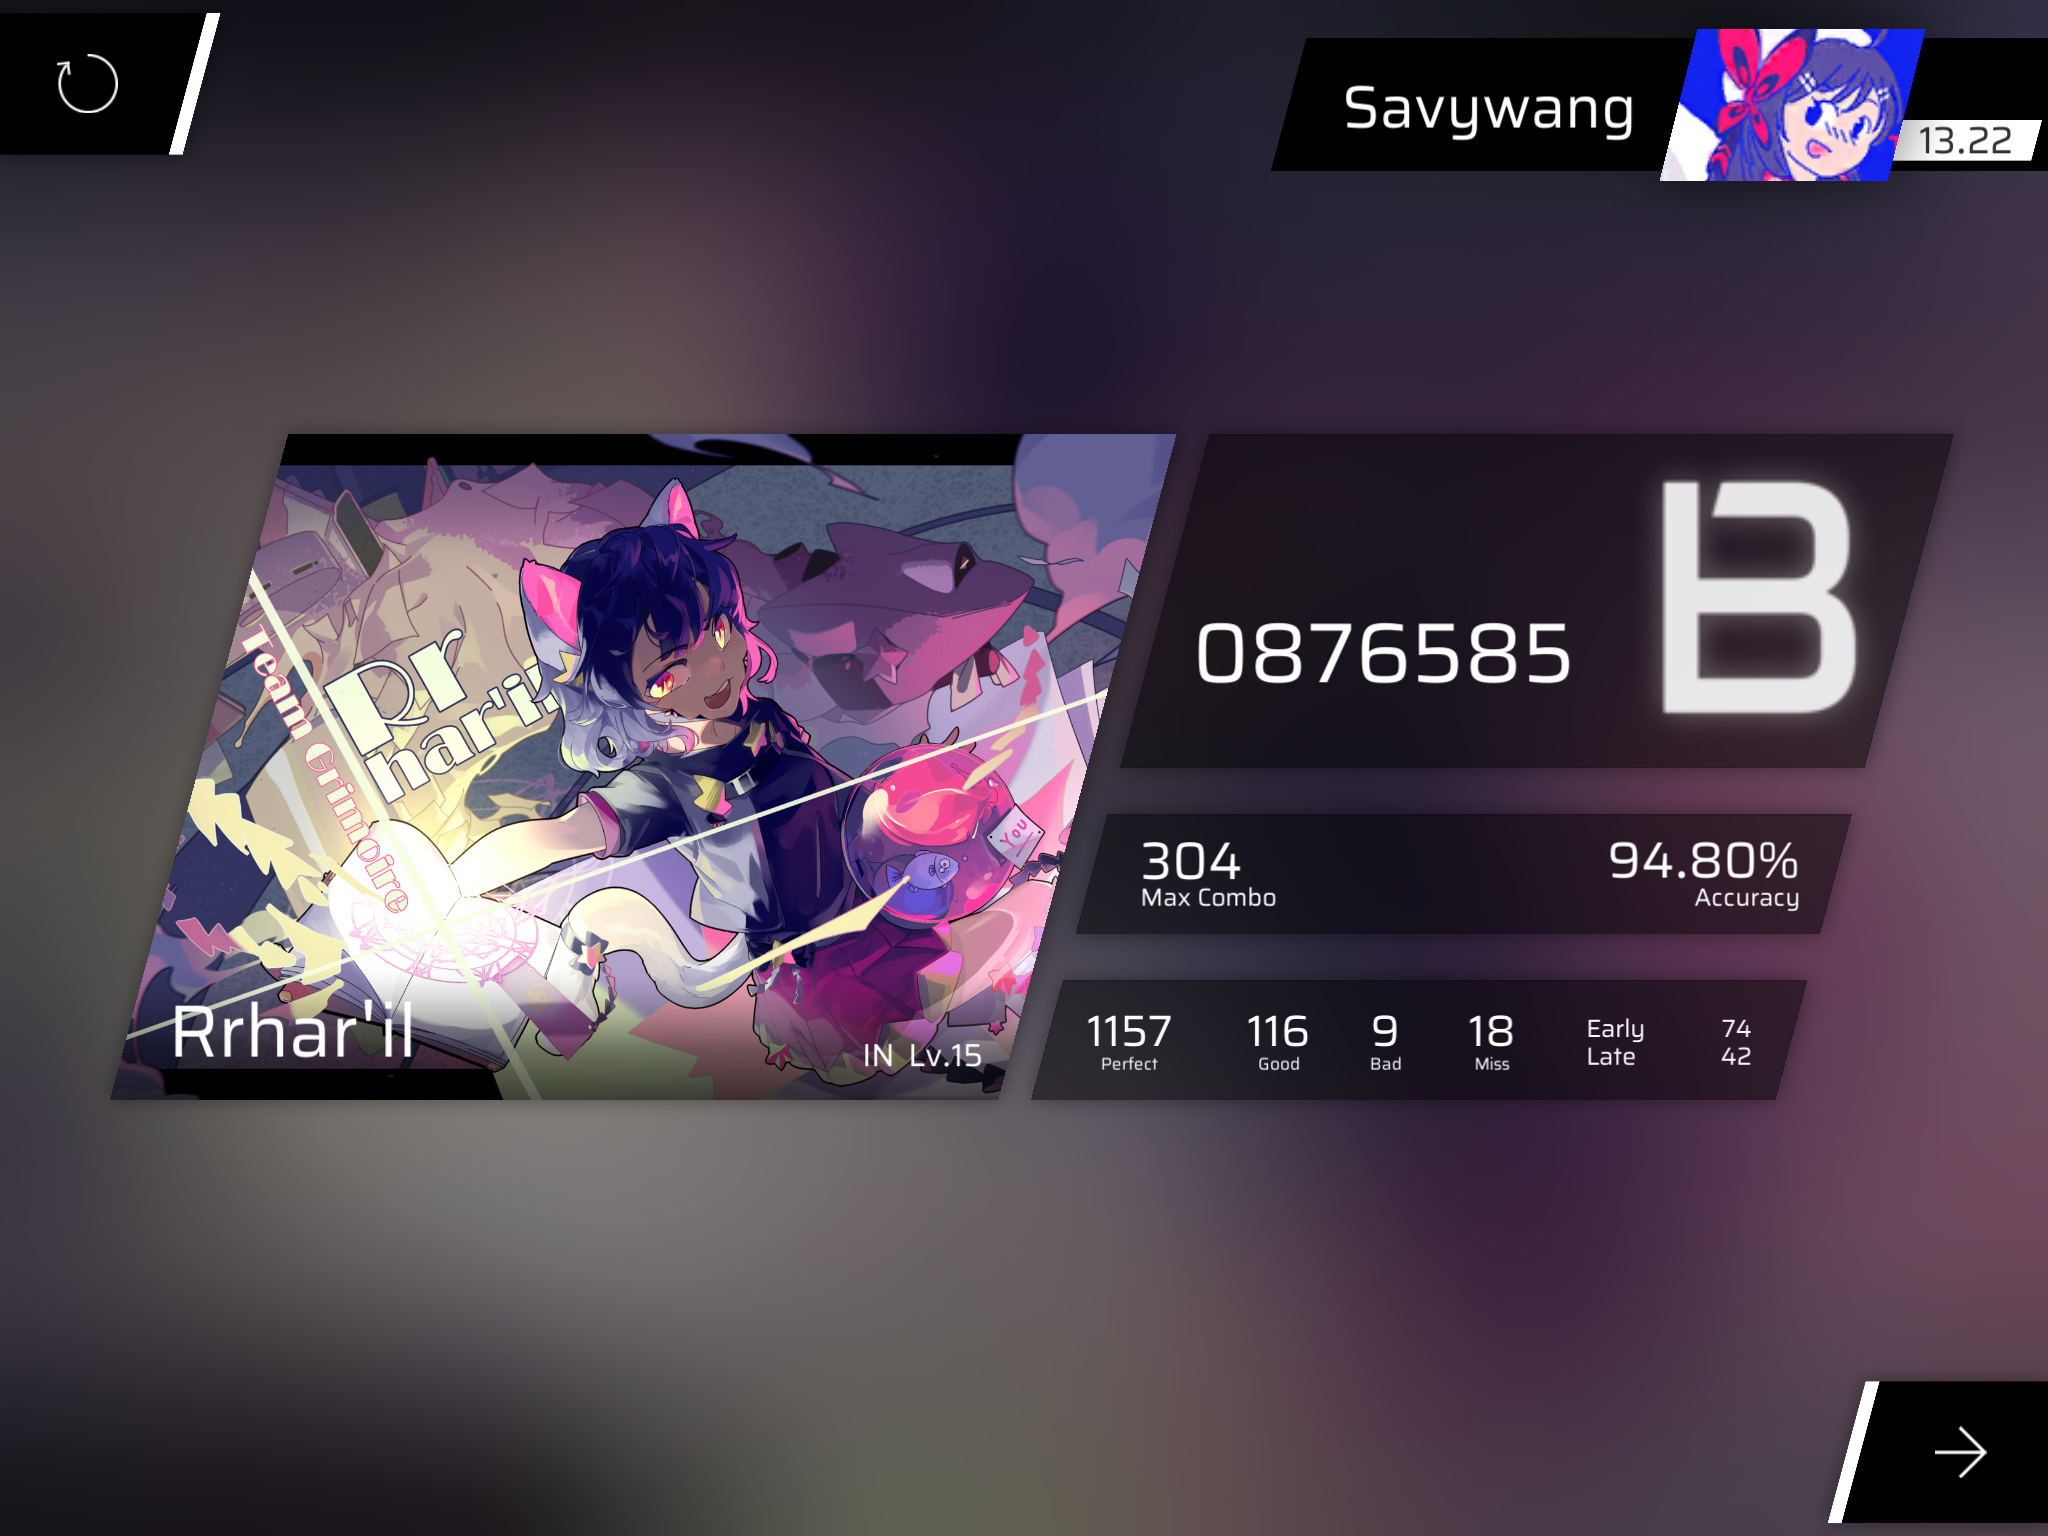 Savywang
13.22
Rr
har'il
Team Grimoire
You
Rrhar'il
IN Lv.15
0876585
B
304
Max Combo
94.80%
Accuracy
1157
Perfect
116
Good
9
Bad
18
Miss
Early 74
Late 42